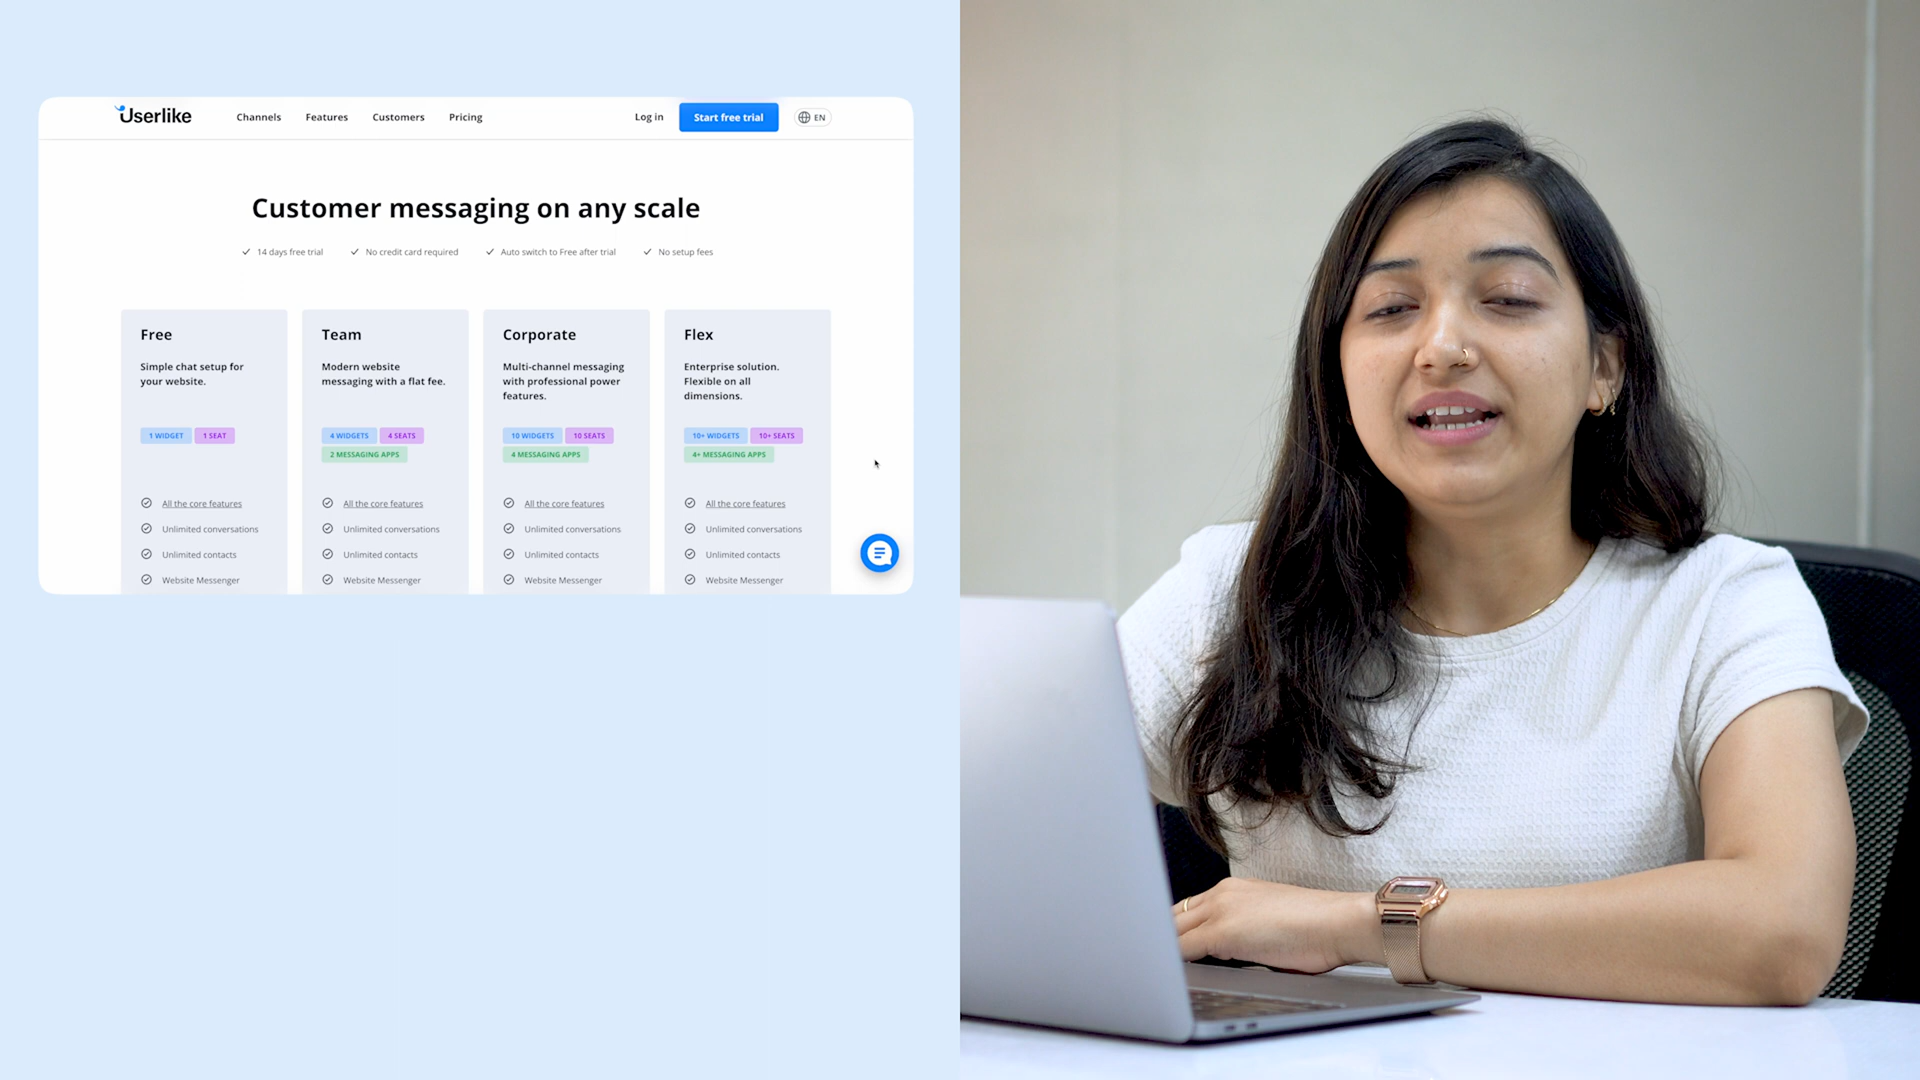 Userlike
Channels
Features
Customers
Pricing
Log in
Start free trial
EN
Customer messaging on any scale
14 days free trial
No credit card required
Auto switch to Free after trial
No setup fees
Free
Simple chat setup for
your website.
1 WIDGET
1 SEAT
All the core features
Unlimited conversations
Unlimited contacts
Website Messenger
Team
Modern website
messaging with a flat fee.
4 WIDGETS
4 SEATS
2 MESSAGING APPS
All the core features
Unlimited conversations
Unlimited contacts
Website Messenger
Corporate
Multi-channel messaging
with professional power
features.
10 WIDGETS
10 SEATS
4 MESSAGING APPS
All the core features
Unlimited conversations
Unlimited contacts
Website Messenger
Flex
Enterprise solution.
Flexible on all
dimensions.
10+ WIDGETS
10+ SEATS
4+ MESSAGING APPS
All the core features
Unlimited conversations
Unlimited contacts
Website Messenger